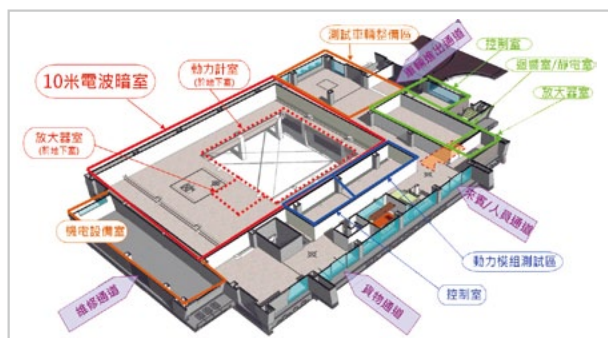 測試車輛整備區
車輛進出通道
控制室
迴響室/靜電室
放大器室
10米電波暗室
動力計室
(於地下室)
放大器室
(於地下室)
機電設備室
來賓/人員通道
動力模組測試區
控制室
貨物通道
維修通道